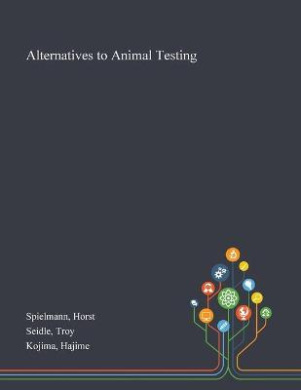 Alternatives to Animal Testing
Spielmann, Horst
Seidle, Troy
Kojima, Hajime